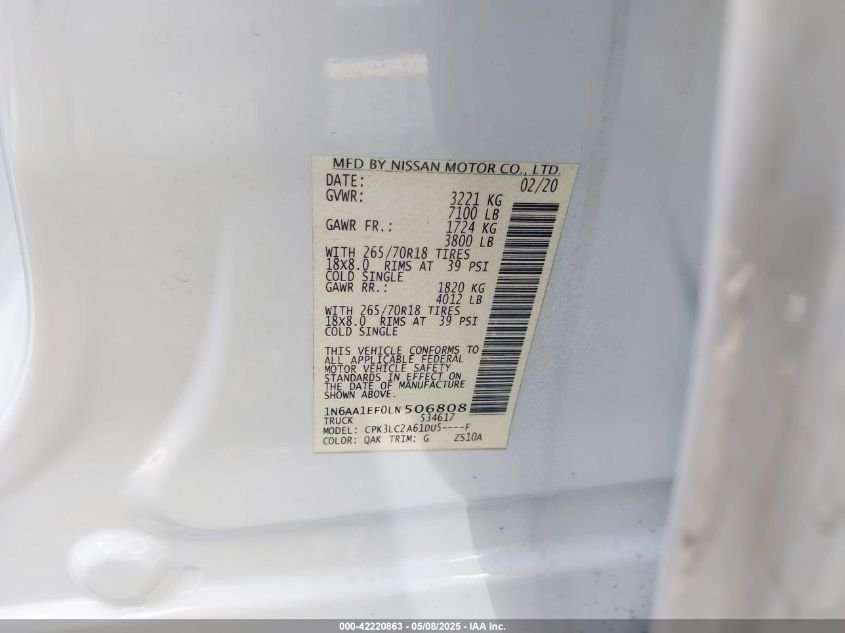 MFD BY NISSAN MOTOR CO., LTD.
DATE: 02/20
GVWR: 3221 KG
7100 LB
GAWR FR.: 1724 KG
3800 LB
WITH 265/70R18 TIRES
18X8.0 RIMS AT 39 PSI
COLD SINGLE
GAWR RR.: 1820 KG
4012 LB
WITH 265/70R18 TIRES
18X8.0 RIMS AT 39 PSI
COLD SINGLE
THIS VEHICLE CONFORMS TO
ALL APPLICABLE FEDERAL
MOTOR VEHICLE SAFETY
STANDARDS IN EFFECT ON
THE DATE OF MANUFACTURE
SHOWN ABOVE.
1N6AA1EF0LN506808
TRUCK 534617
MODEL: CPK3LC2A61DU5----F
COLOR: QAK TRIM: G ZS10A
000-42220863 - 05/08/2025 - IAA Inc.